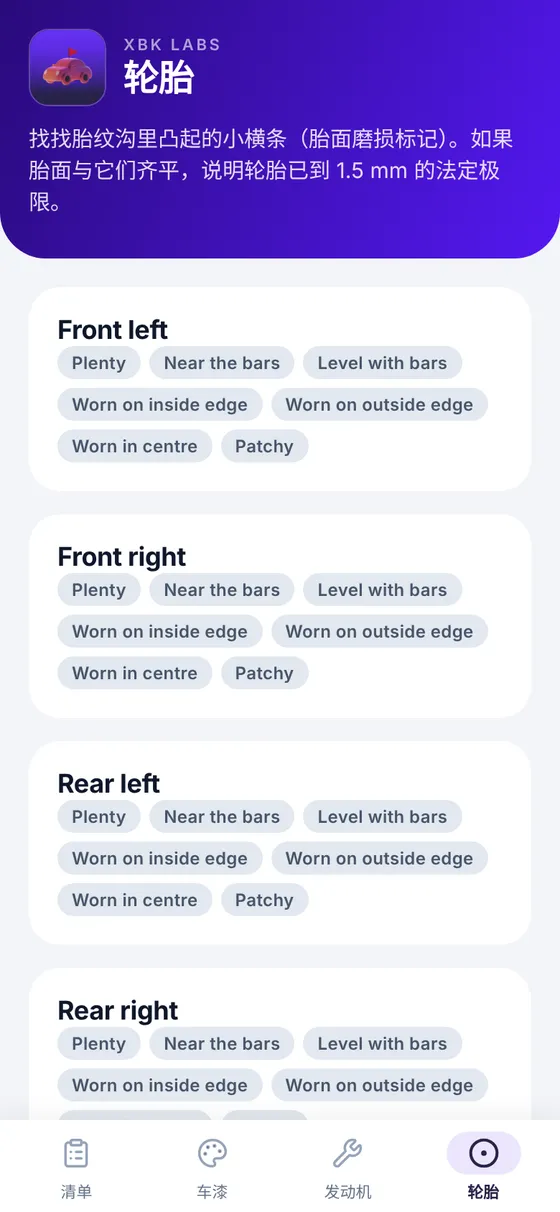 XBK LABS
轮胎
找找胎纹沟里凸起的小横条（胎面磨损标记）。如果
胎面与它们齐平，说明轮胎已到 1.5 mm 的法定极
限。
Front left
Plenty Near the bars Level with bars
Worn on inside edge Worn on outside edge
Worn in centre Patchy
Front right
Plenty Near the bars Level with bars
Worn on inside edge Worn on outside edge
Worn in centre Patchy
Rear left
Plenty Near the bars Level with bars
Worn on inside edge Worn on outside edge
Worn in centre Patchy
Rear right
Plenty Near the bars Level with bars
Worn on inside edge Worn on outside edge
清单 车漆 发动机 轮胎